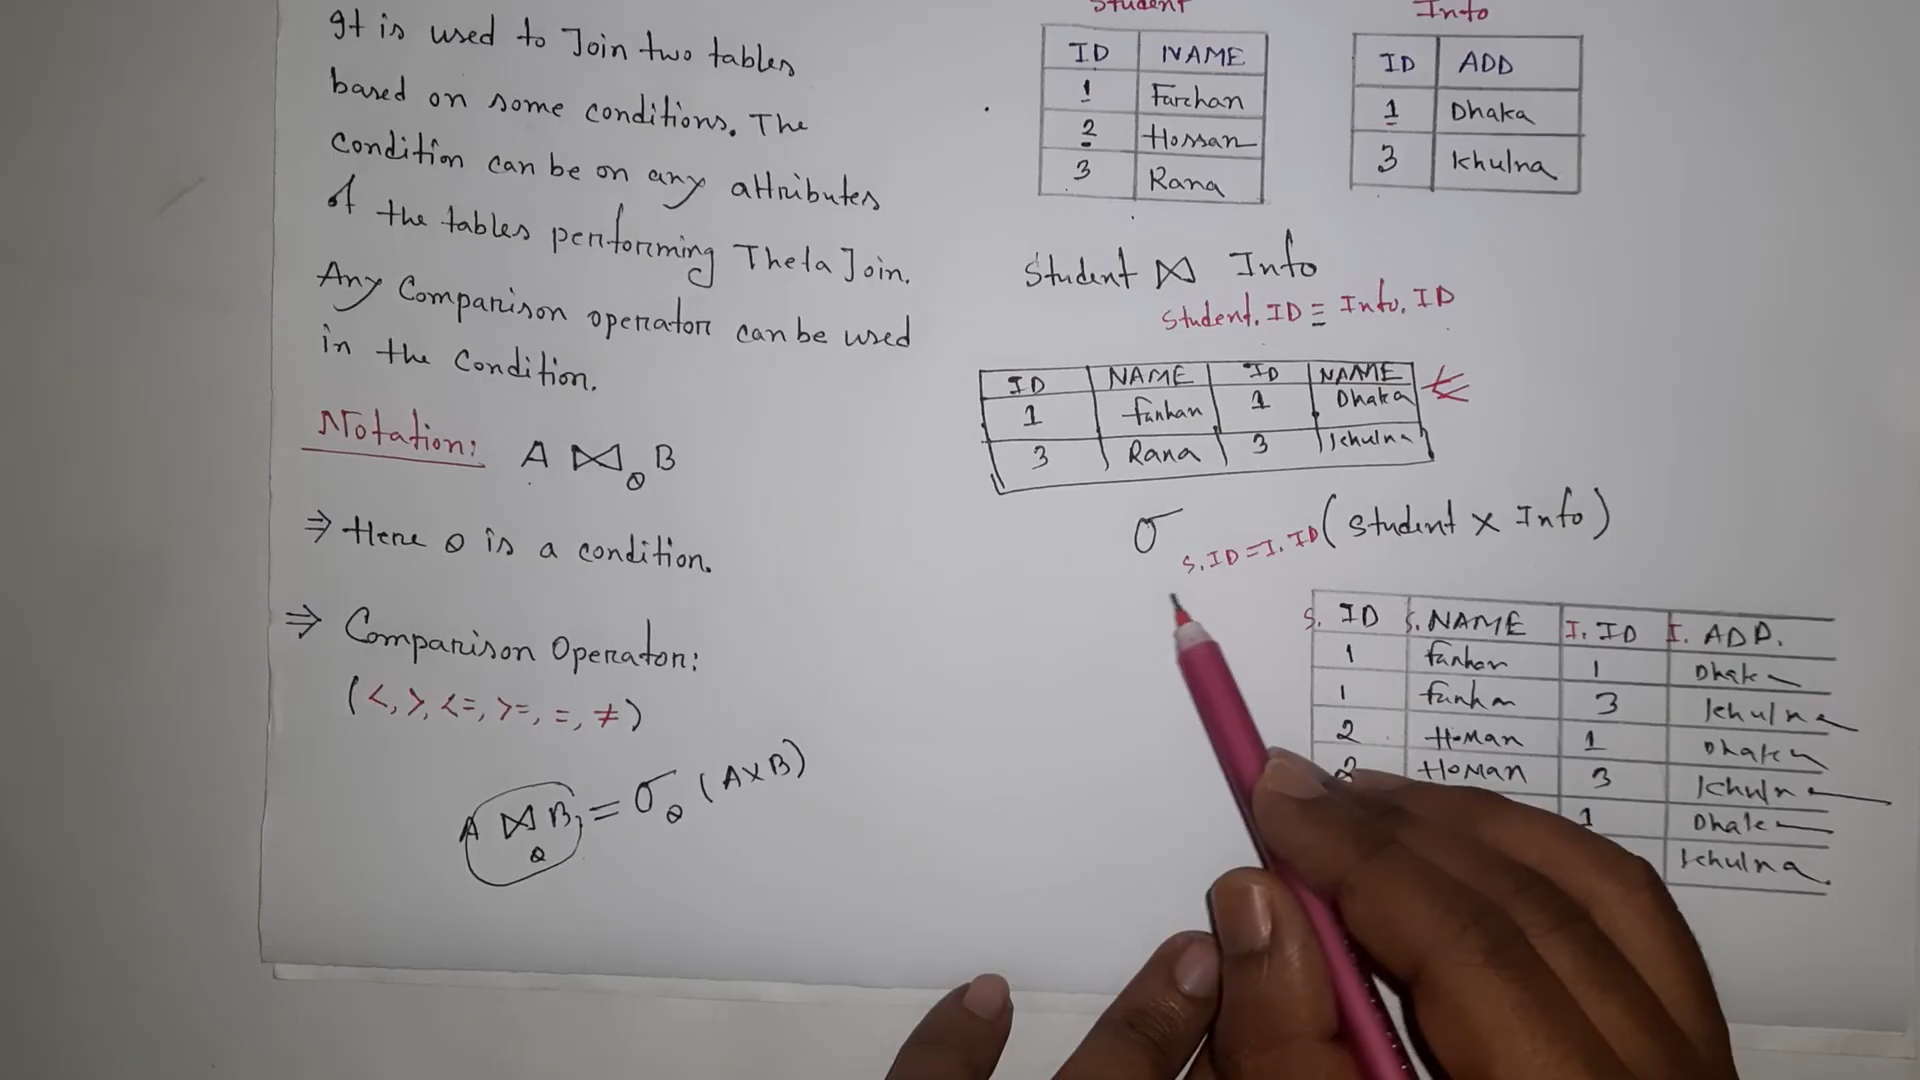 It is used to Join two tables
based on some conditions. The
condition can be on any attributes
of the tables performing Theta Join.
Any Comparison operator can be used
in the condition.
Notation: A ⋈θ B
⇒ Here θ is a condition.
⇒ Comparison Operator:
(<, >, <=, >=, =, ≠)
A ⋈θ B = σθ (A×B)
Student
ID NAME
1 Farhan
2 Hossan
3 Rana
Info
ID ADD
1 Dhaka
3 Khulna
Student ⋈ Info
Student.ID = Info.ID
ID NAME ID NAME
1 Farhan 1 Dhaka
3 Rana 3 Khulna
σ S.ID=I.ID (Student × Info)
S. ID S. NAME I. ID I. ADD.
1 Farhan 1 Dhaka
1 Farhan 3 Khulna
2 Hossan 1 Dhaka
2 Hossan 3 Khulna
1 Dhaka
Khulna